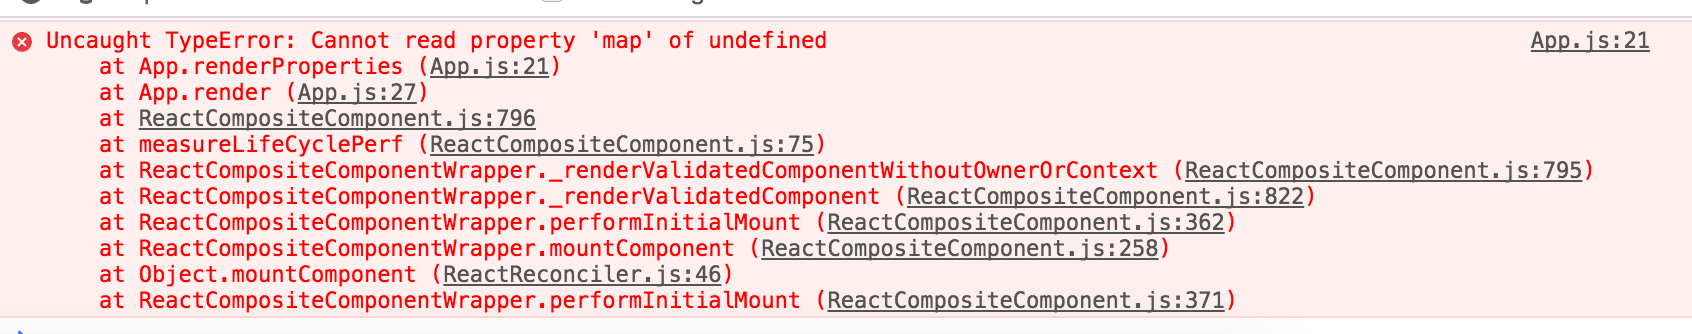 Uncaught TypeError: Cannot read property 'map' of undefined App.js:21
at App.renderProperties (App.js:21)
at App.render (App.js:27)
at ReactCompositeComponent.js:796
at measureLifeCyclePerf (ReactCompositeComponent.js:75)
at ReactCompositeComponentWrapper._renderValidatedComponentWithoutOwnerOrContext (ReactCompositeComponent.js:795)
at ReactCompositeComponentWrapper._renderValidatedComponent (ReactCompositeComponent.js:822)
at ReactCompositeComponentWrapper.performInitialMount (ReactCompositeComponent.js:362)
at ReactCompositeComponentWrapper.mountComponent (ReactCompositeComponent.js:258)
at Object.mountComponent (ReactReconciler.js:46)
at ReactCompositeComponentWrapper.performInitialMount (ReactCompositeComponent.js:371)